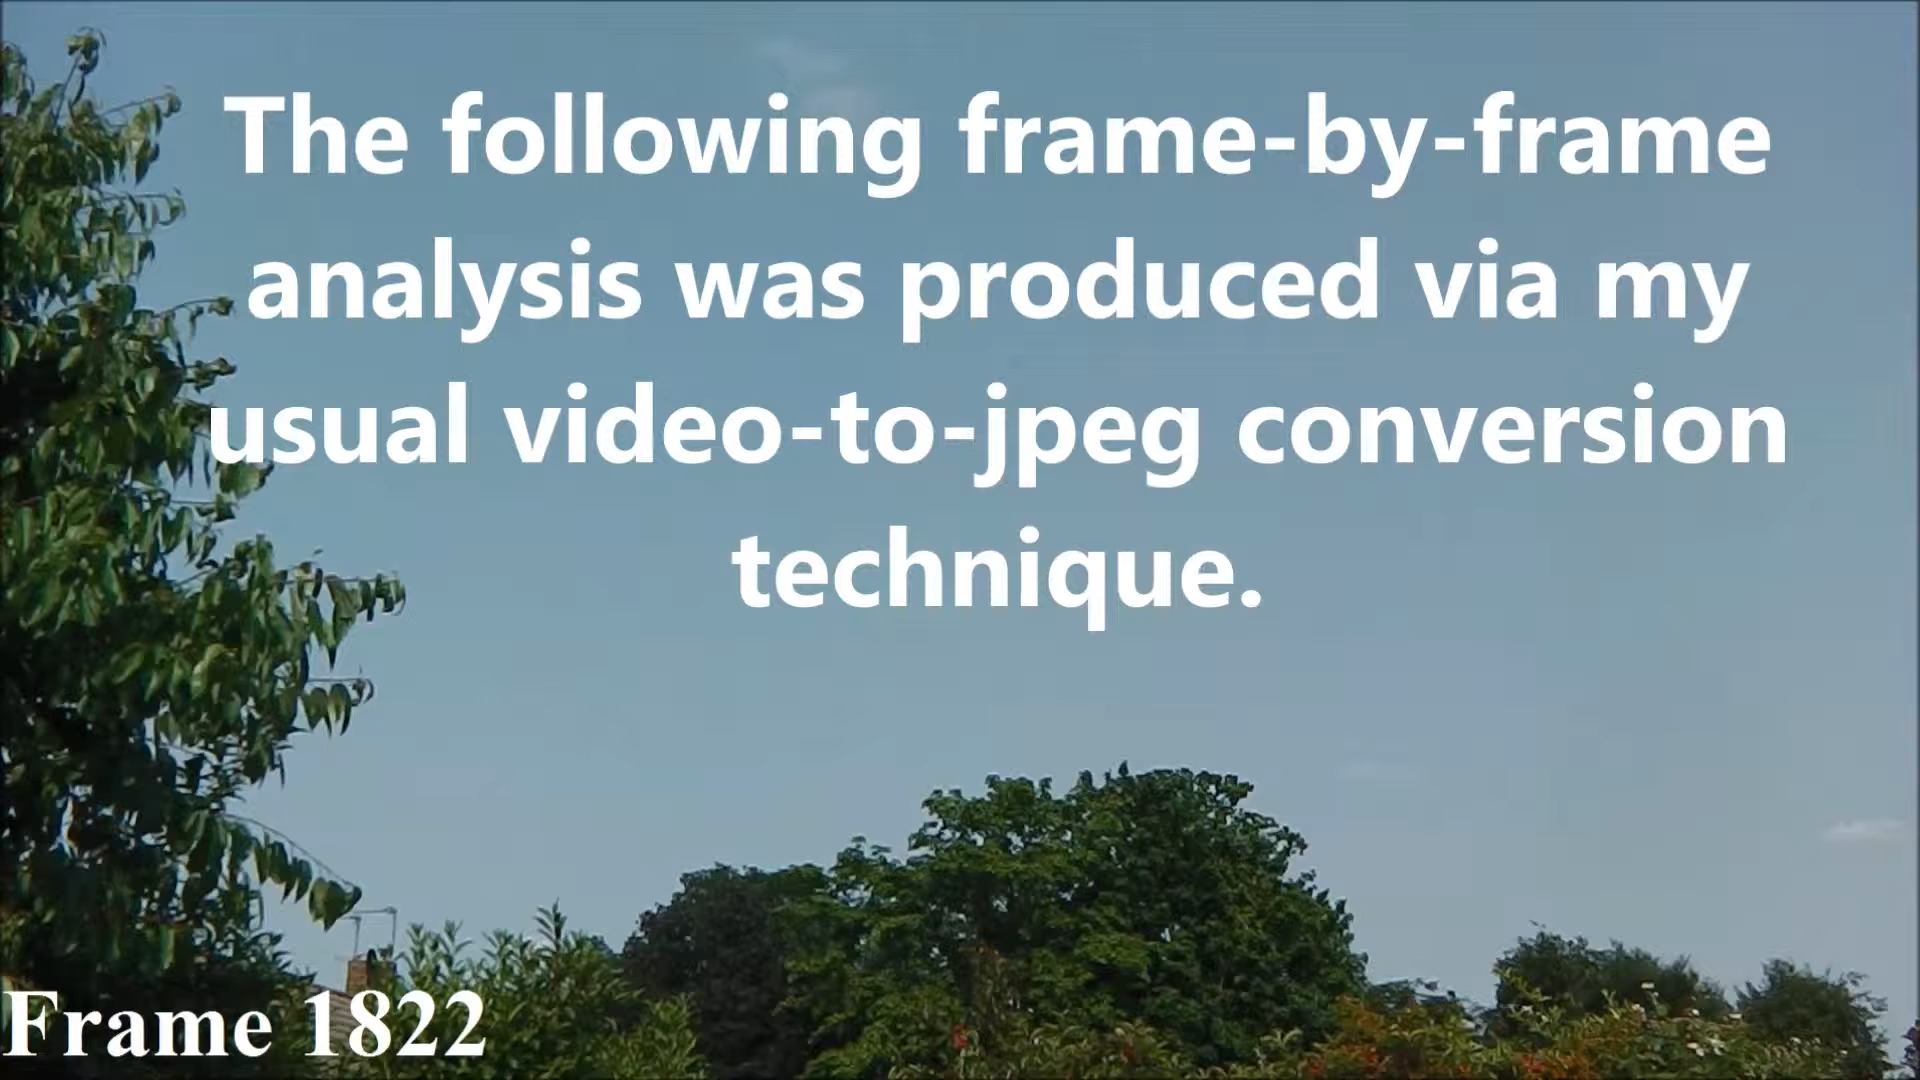 The following frame-by-frame
analysis was produced via my
usual video-to-jpeg conversion
technique.
Frame 1822